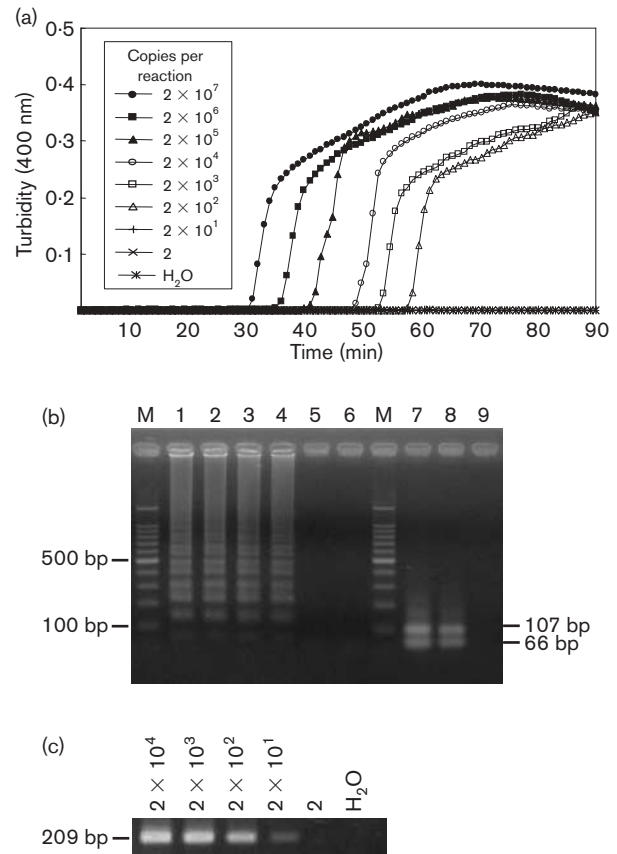 (a)
0·5
0·4
0·3
0·2
0·1
Turbidity (400 nm)
Copies per
reaction
2 × 10⁷
2 × 10⁶
2 × 10⁵
2 × 10⁴
2 × 10³
2 × 10²
2 × 10¹
2
H₂O
10 20 30 40 50 60 70 80 90
Time (min)
(b)
M 1 2 3 4 5 6 M 7 8 9
500 bp
100 bp
107 bp
66 bp
(c)
2 × 10⁴
2 × 10³
2 × 10²
2 × 10¹
2
H₂O
209 bp